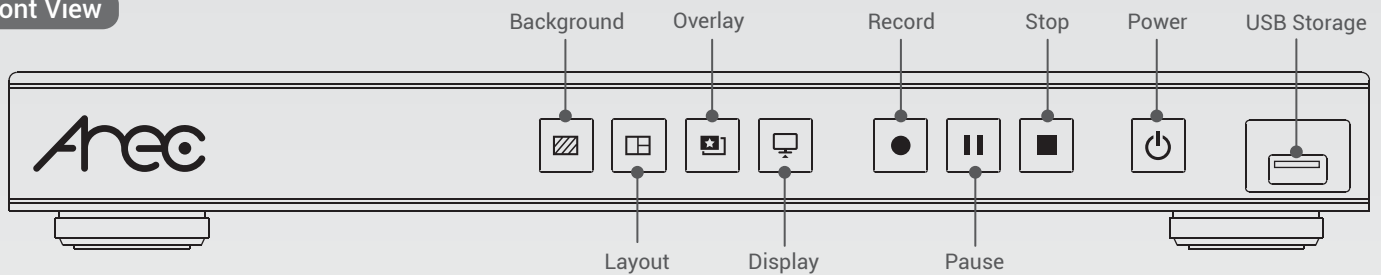 ont View
Background
Overlay
Record
Stop
Power
USB Storage
Arec
Layout
Display
Pause